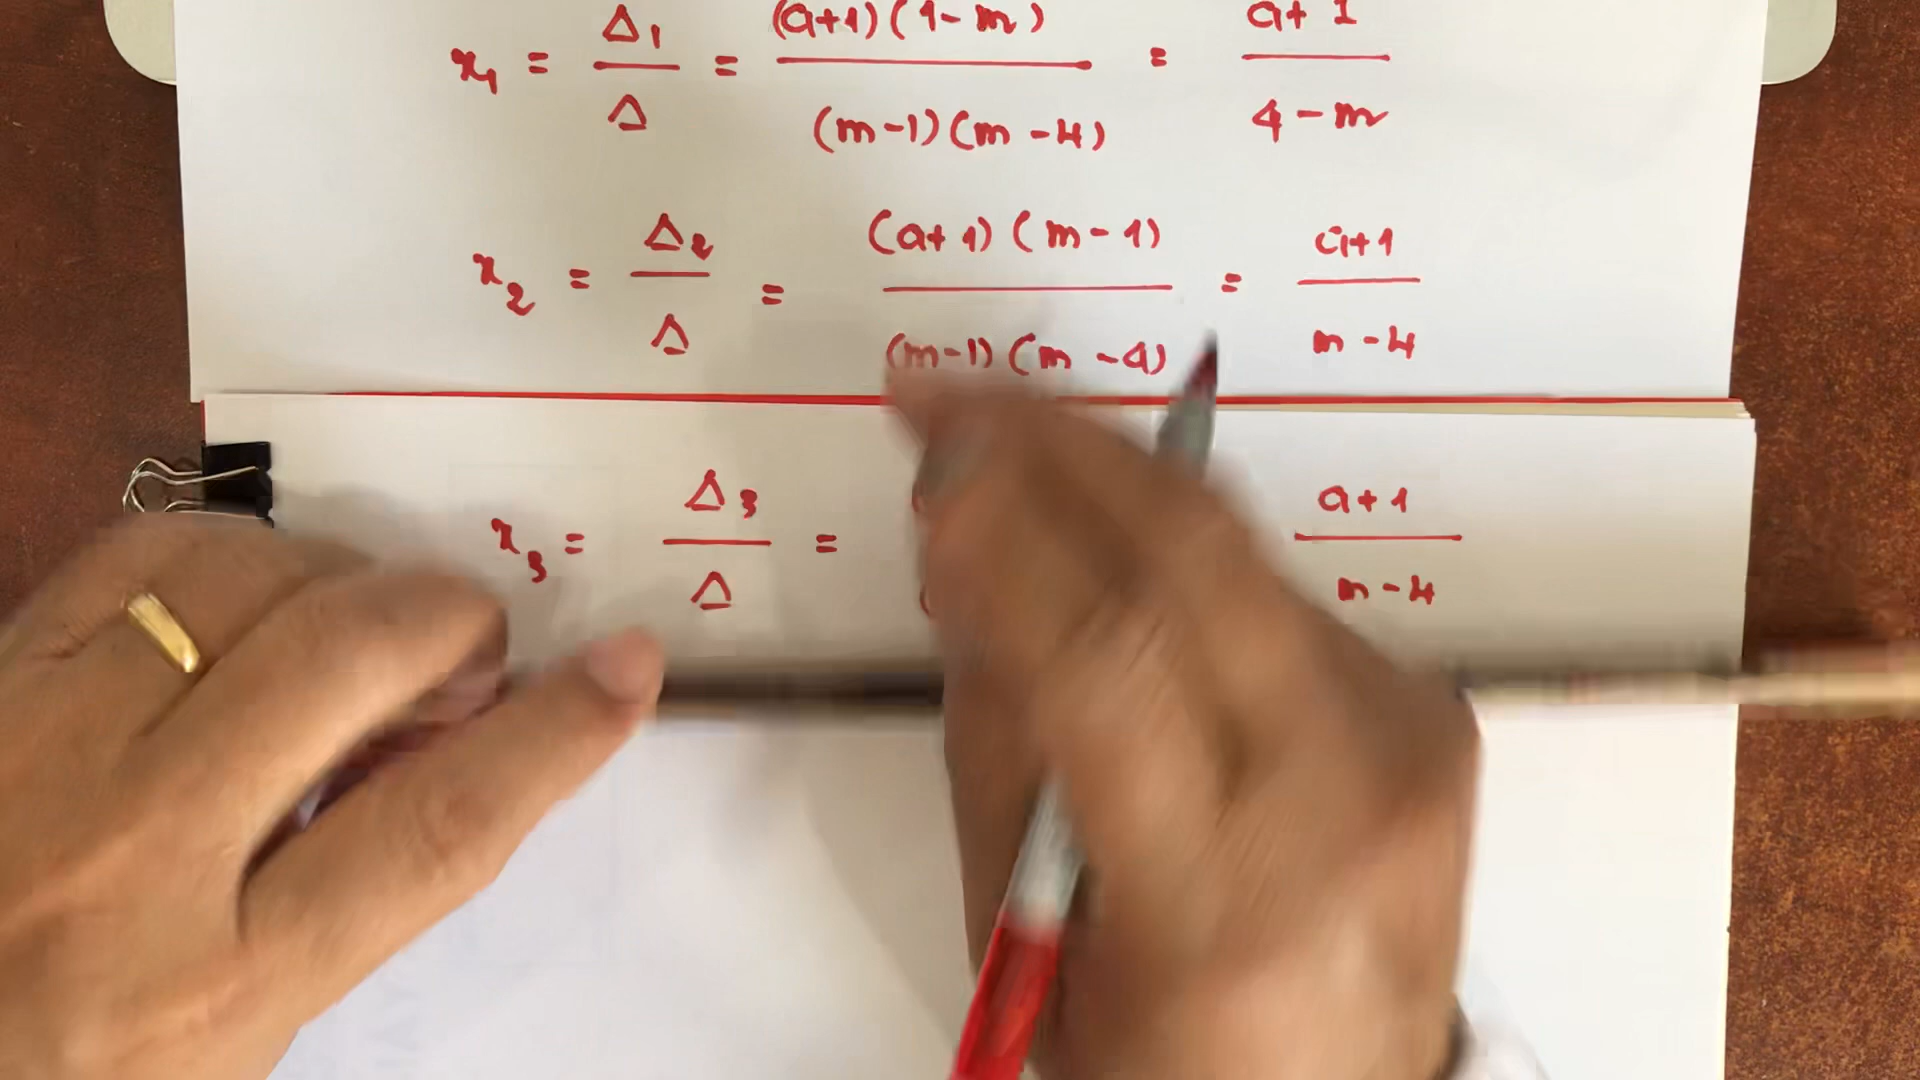 x₁ = Δ₁/Δ = (a+1)(1-m)/(m-1)(m-4) = a+1/4-m
x₂ = Δ₂/Δ = (a+1)(m-1)/(m-1)(m-4) = a+1/m-4
x₃ = Δ₃/Δ = a+1/m-4